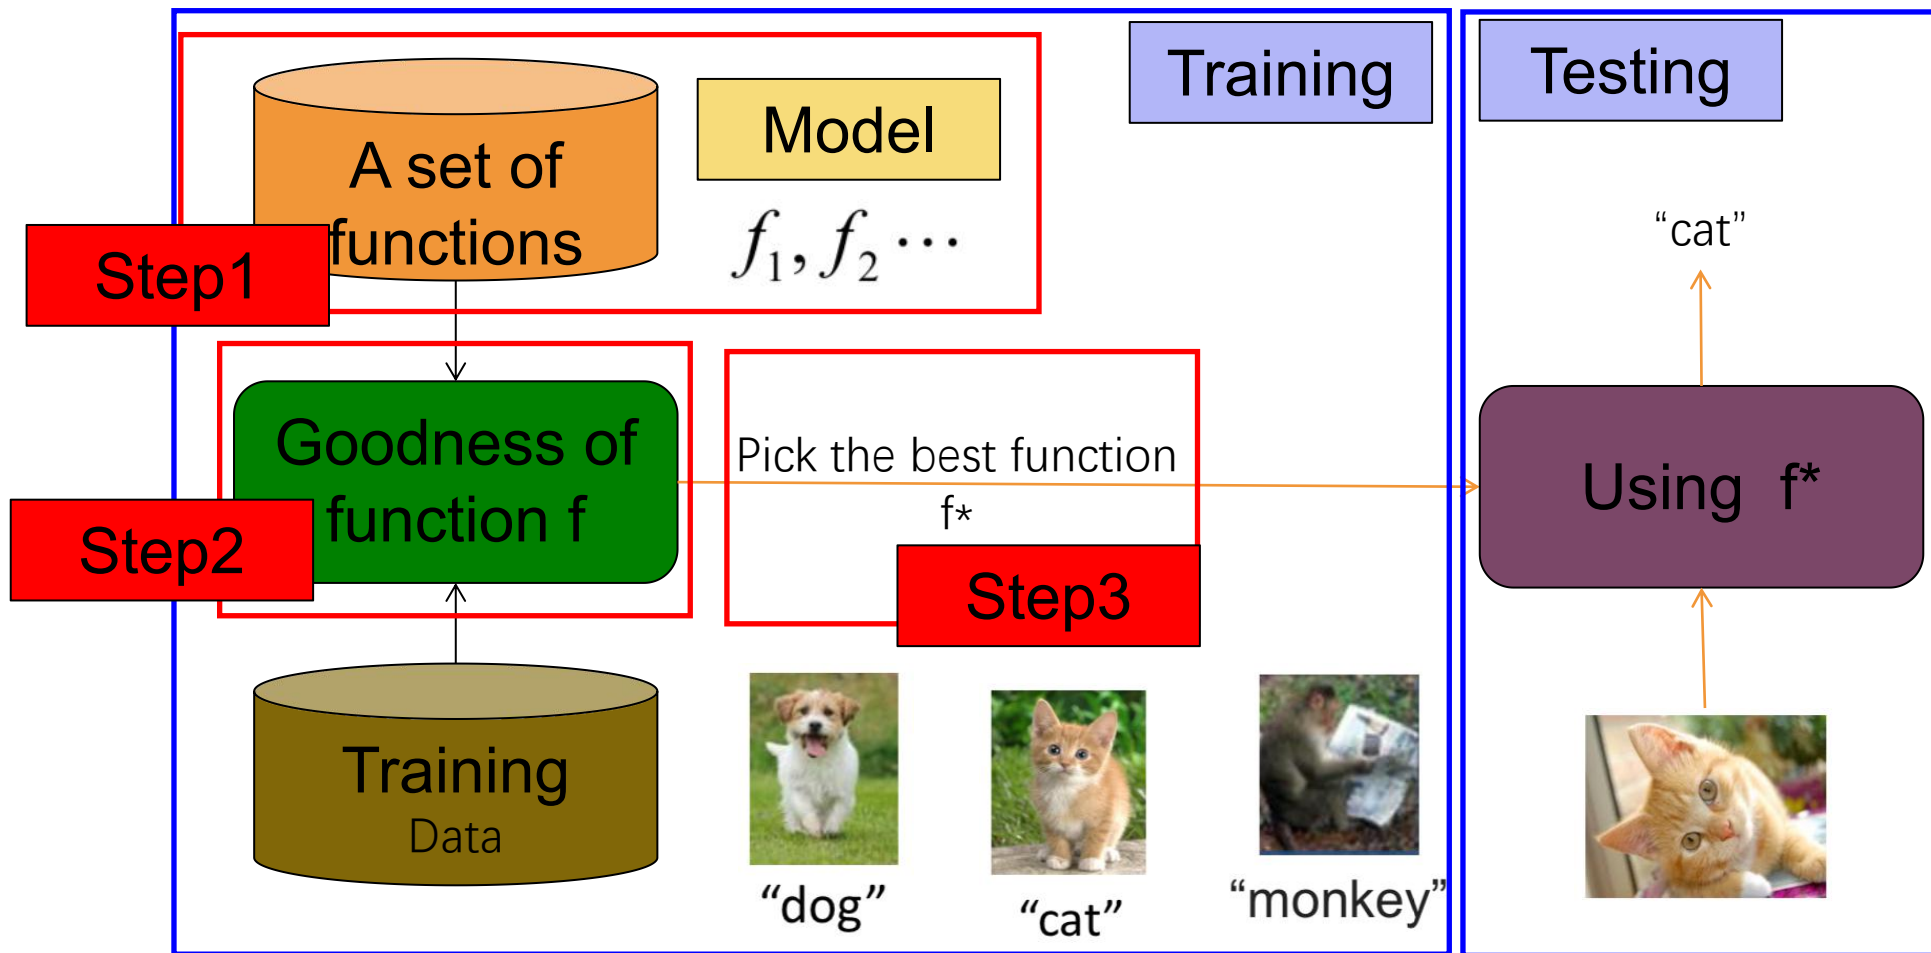 Training
Testing
Model
A set of
functions
f1, f2 ⋯
Step1
“cat”
Goodness of
function f
Pick the best function
f*
Using f*
Step2
Step3
Training
Data
“dog”
“cat”
“monkey”